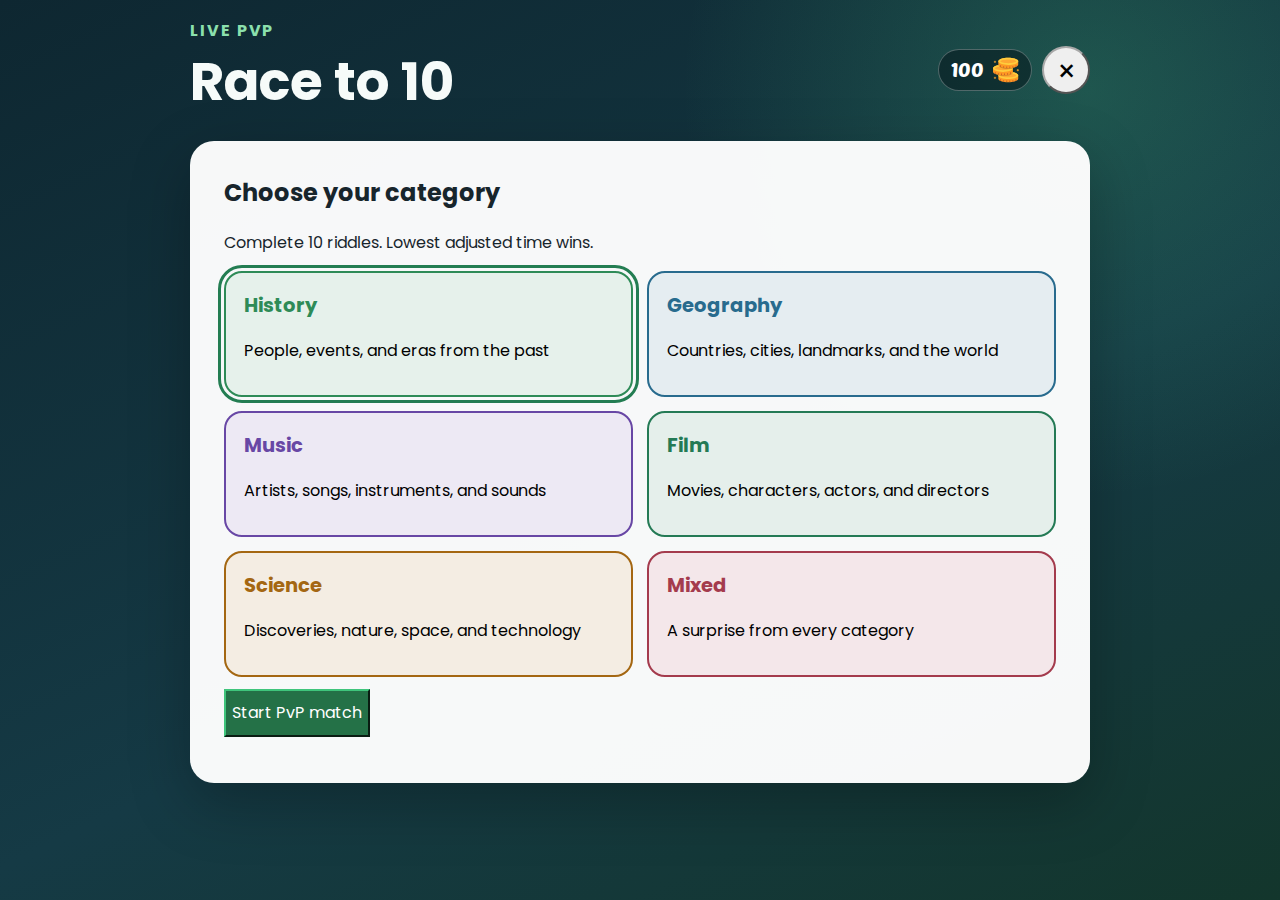 LIVE PVP
Race to 10
100
×
Choose your category
Complete 10 riddles. Lowest adjusted time wins.
History
People, events, and eras from the past
Geography
Countries, cities, landmarks, and the world
Music
Artists, songs, instruments, and sounds
Film
Movies, characters, actors, and directors
Science
Discoveries, nature, space, and technology
Mixed
A surprise from every category
Start PvP match